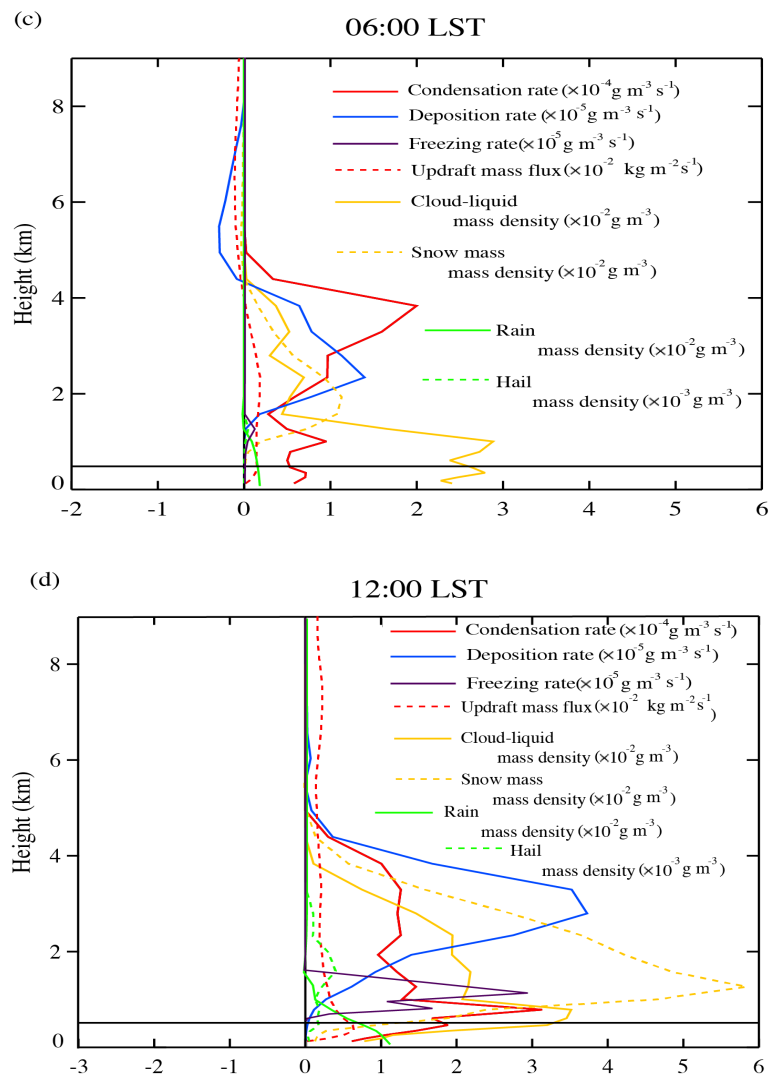 (c)
06:00 LST
Condensation rate (×10⁻⁴g m⁻³ s⁻¹)
Deposition rate (×10⁻⁵g m⁻³ s⁻¹)
Freezing rate(×10⁻⁵g m⁻³ s⁻¹)
Updraft mass flux(×10⁻² kg m⁻²s⁻¹)
Cloud-liquid
mass density (×10⁻²g m⁻³)
Snow mass
mass density (×10⁻²g m⁻³)
Rain
mass density (×10⁻²g m⁻³)
Hail
mass density (×10⁻³g m⁻³)
Height (km)
8
6
4
2
0
-2 -1 0 1 2 3 4 5 6
(d)
12:00 LST
Condensation rate (×10⁻⁴g m⁻³ s⁻¹)
Deposition rate (×10⁻⁵g m⁻³ s⁻¹)
Freezing rate(×10⁻⁵g m⁻³ s⁻¹)
Updraft mass flux (×10⁻² kg m⁻²s⁻¹)
Cloud-liquid
mass density (×10⁻²g m⁻³)
Snow mass
mass density (×10⁻²g m⁻³)
Rain
mass density (×10⁻²g m⁻³)
Hail
mass density (×10⁻³g m⁻³)
Height (km)
8
6
4
2
0
-3 -2 -1 0 1 2 3 4 5 6